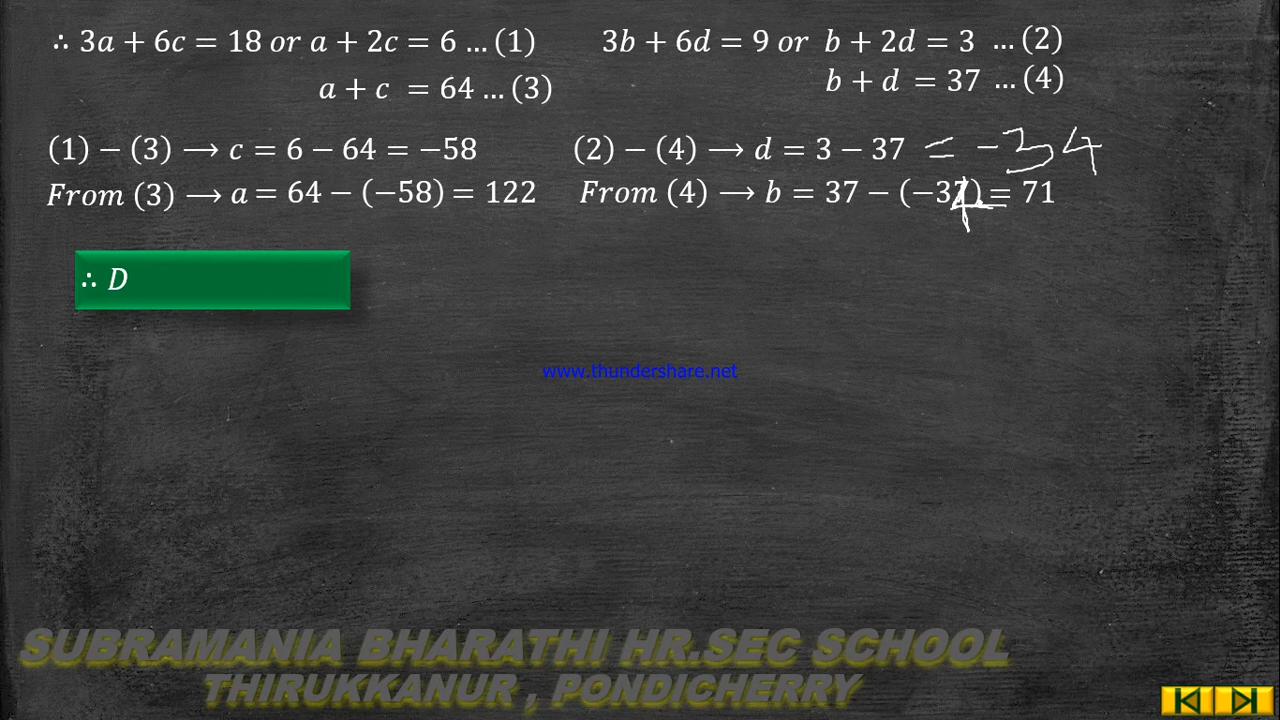 ∴ 3a + 6c = 18 or a + 2c = 6 ... (1)
a + c = 64 ... (3)
3b + 6d = 9 or b + 2d = 3 ... (2)
b + d = 37 ... (4)
(1) − (3) ⟶ c = 6 − 64 = −58
From (3) ⟶ a = 64 − (−58) = 122
(2) − (4) ⟶ d = 3 − 37 = -34
From (4) ⟶ b = 37 − (−34) = 71
∴ D
www.thundershare.net
SUBRAMANIA BHARATHI HR.SEC SCHOOL
THIRUKKANUR , PONDICHERRY